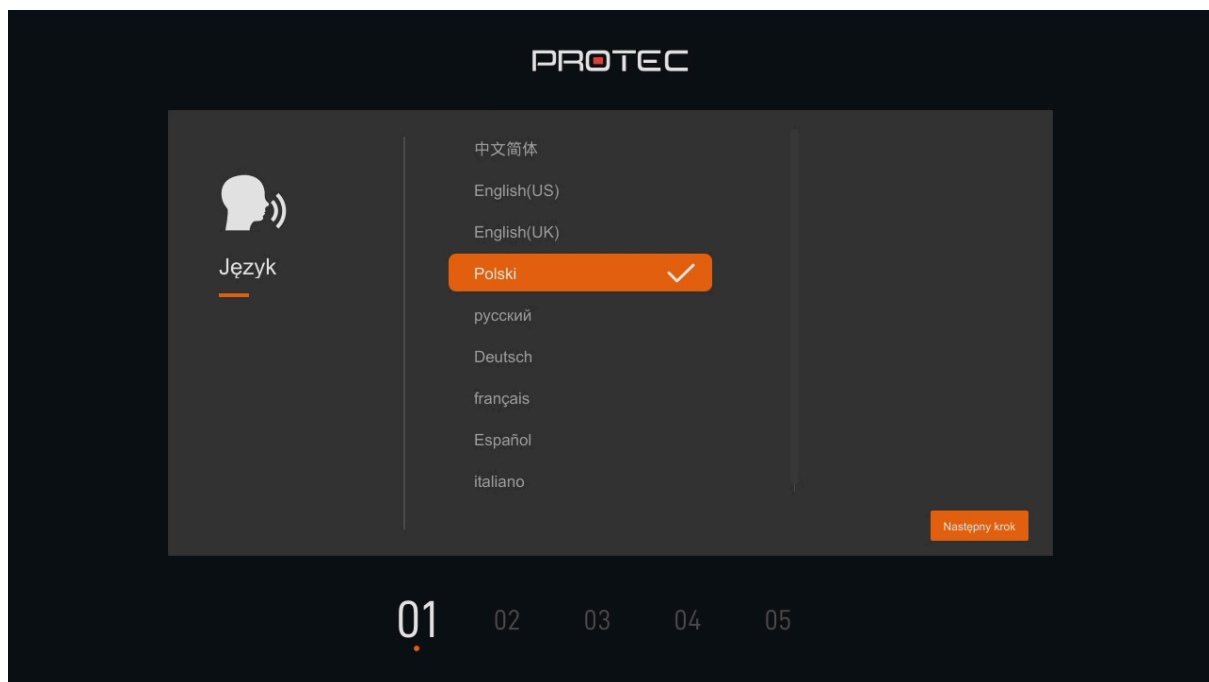 PROTEC
Język
中文简体
English(US)
English(UK)
Polski
русский
Deutsch
français
Español
italiano
Następny krok
01 02 03 04 05